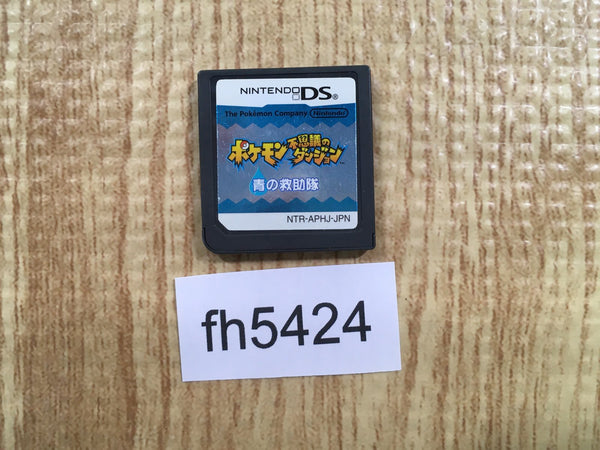 NINTENDO DS®
The Pokémon Company Nintendo
ポケモン 不思議のダンジョン
青の救助隊
NTR-APHJ-JPN
fh5424